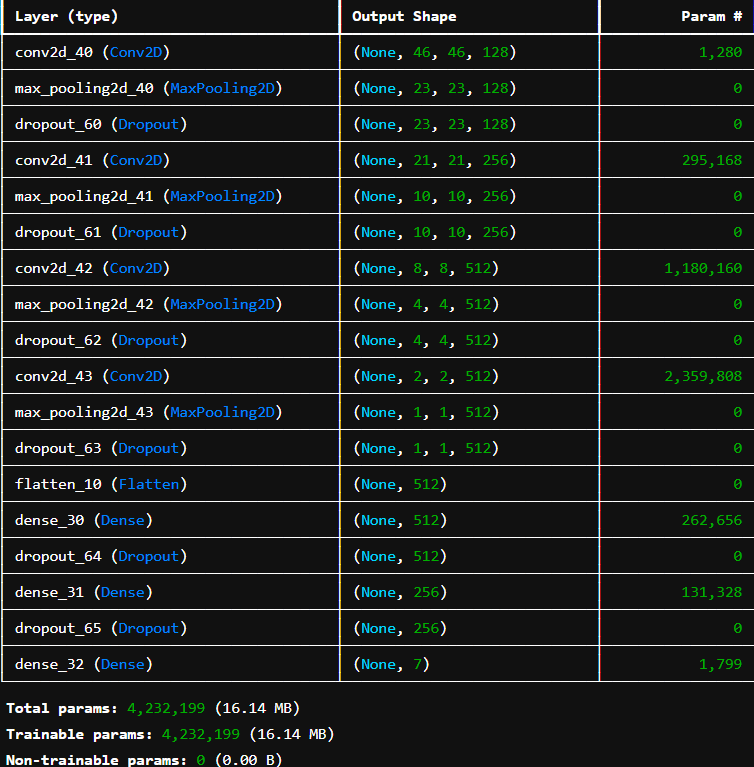 Layer (type) Output Shape Param #
conv2d_40 (Conv2D) (None, 46, 46, 128) 1,280
max_pooling2d_40 (MaxPooling2D) (None, 23, 23, 128) 0
dropout_60 (Dropout) (None, 23, 23, 128) 0
conv2d_41 (Conv2D) (None, 21, 21, 256) 295,168
max_pooling2d_41 (MaxPooling2D) (None, 10, 10, 256) 0
dropout_61 (Dropout) (None, 10, 10, 256) 0
conv2d_42 (Conv2D) (None, 8, 8, 512) 1,180,160
max_pooling2d_42 (MaxPooling2D) (None, 4, 4, 512) 0
dropout_62 (Dropout) (None, 4, 4, 512) 0
conv2d_43 (Conv2D) (None, 2, 2, 512) 2,359,808
max_pooling2d_43 (MaxPooling2D) (None, 1, 1, 512) 0
dropout_63 (Dropout) (None, 1, 1, 512) 0
flatten_10 (Flatten) (None, 512) 0
dense_30 (Dense) (None, 512) 262,656
dropout_64 (Dropout) (None, 512) 0
dense_31 (Dense) (None, 256) 131,328
dropout_65 (Dropout) (None, 256) 0
dense_32 (Dense) (None, 7) 1,799
Total params: 4,232,199 (16.14 MB)
Trainable params: 4,232,199 (16.14 MB)
Non-trainable params: 0 (0.00 B)